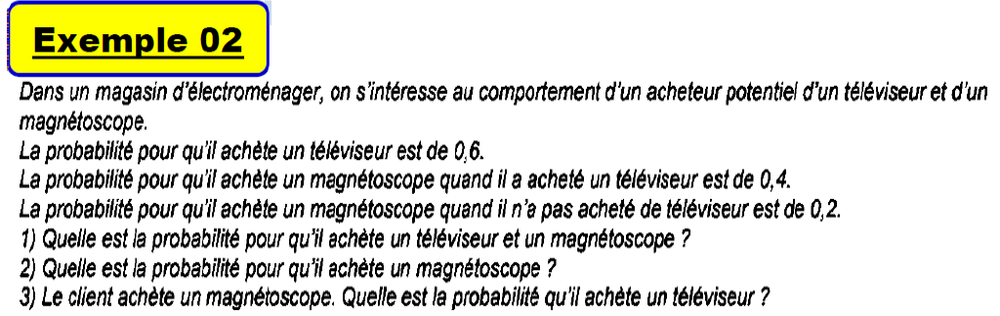 Exemple 02
Dans un magasin d'électroménager, on s'intéresse au comportement d'un acheteur potentiel d'un téléviseur et d'un
magnétoscope.
La probabilité pour qu'il achète un téléviseur est de 0,6.
La probabilité pour qu'il achète un magnétoscope quand il a acheté un téléviseur est de 0,4.
La probabilité pour qu'il achète un magnétoscope quand il n'a pas acheté de téléviseur est de 0,2.
1) Quelle est la probabilité pour qu'il achète un téléviseur et un magnétoscope ?
2) Quelle est la probabilité pour qu'il achète un magnétoscope ?
3) Le client achète un magnétoscope. Quelle est la probabilité qu'il achète un téléviseur ?